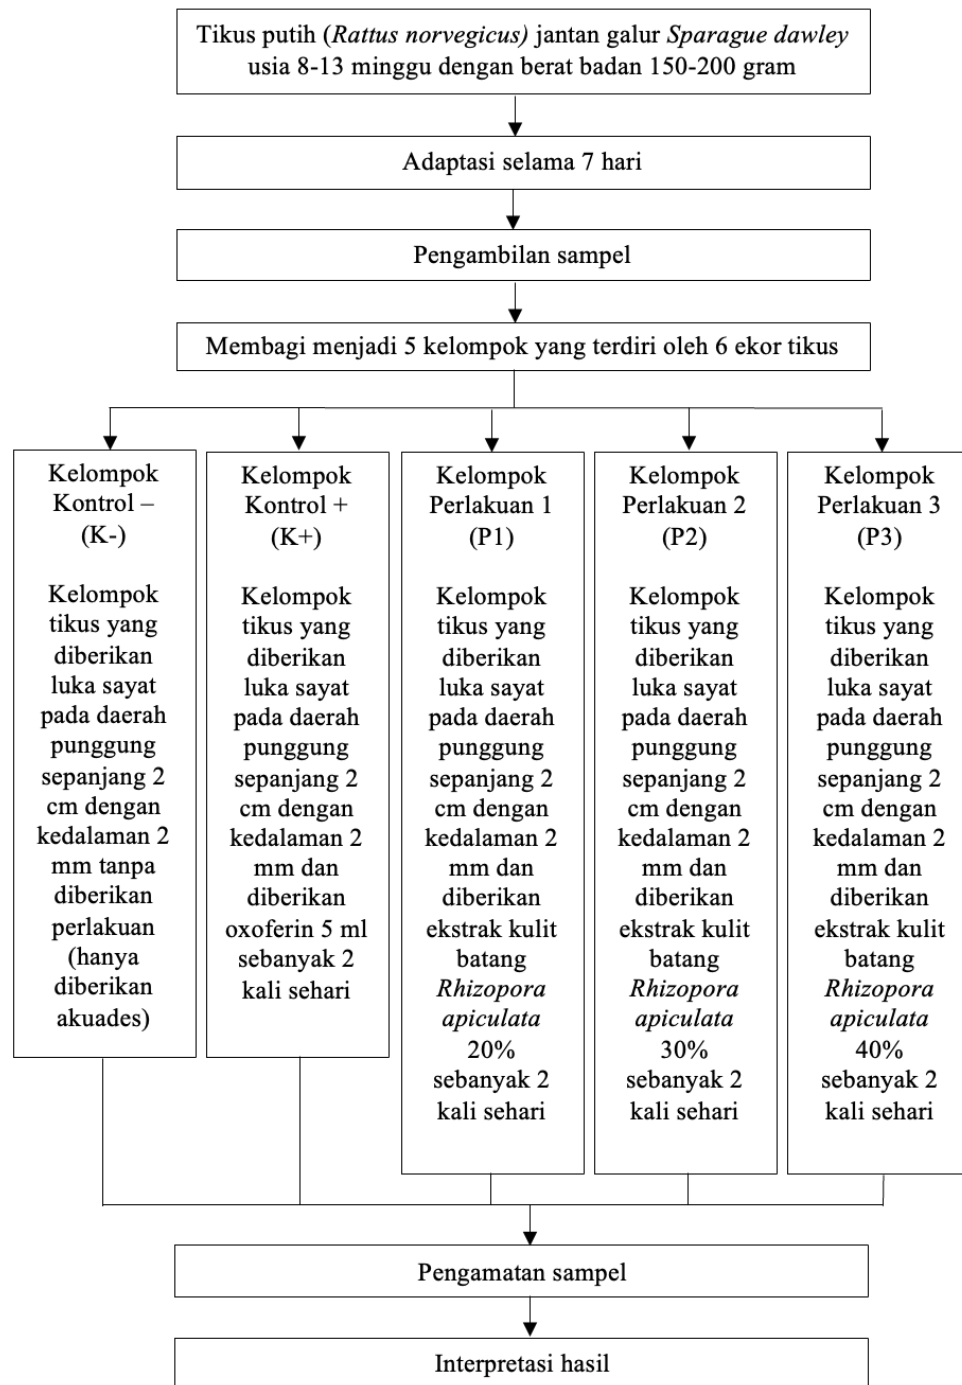 Tikus putih (Rattus norvegicus) jantan galur Sparague dawley
usia 8-13 minggu dengan berat badan 150-200 gram
Adaptasi selama 7 hari
Pengambilan sampel
Membagi menjadi 5 kelompok yang terdiri oleh 6 ekor tikus
Kelompok
Kontrol –
(K-)
Kelompok
tikus yang
diberikan
luka sayat
pada daerah
punggung
sepanjang 2
cm dengan
kedalaman 2
mm tanpa
diberikan
perlakuan
(hanya
diberikan
akuades)
Kelompok
Kontrol +
(K+)
Kelompok
tikus yang
diberikan
luka sayat
pada daerah
punggung
sepanjang 2
cm dengan
kedalaman 2
mm dan
diberikan
oxoferin 5 ml
sebanyak 2
kali sehari
Kelompok
Perlakuan 1
(P1)
Kelompok
tikus yang
diberikan
luka sayat
pada daerah
punggung
sepanjang 2
cm dengan
kedalaman 2
mm dan
diberikan
ekstrak kulit
batang
Rhizopora
apiculata
20%
sebanyak 2
kali sehari
Kelompok
Perlakuan 2
(P2)
Kelompok
tikus yang
diberikan
luka sayat
pada daerah
punggung
sepanjang 2
cm dengan
kedalaman 2
mm dan
diberikan
ekstrak kulit
batang
Rhizopora
apiculata
30%
sebanyak 2
kali sehari
Kelompok
Perlakuan 3
(P3)
Kelompok
tikus yang
diberikan
luka sayat
pada daerah
punggung
sepanjang 2
cm dengan
kedalaman 2
mm dan
diberikan
ekstrak kulit
batang
Rhizopora
apiculata
40%
sebanyak 2
kali sehari
Pengamatan sampel
Interpretasi hasil